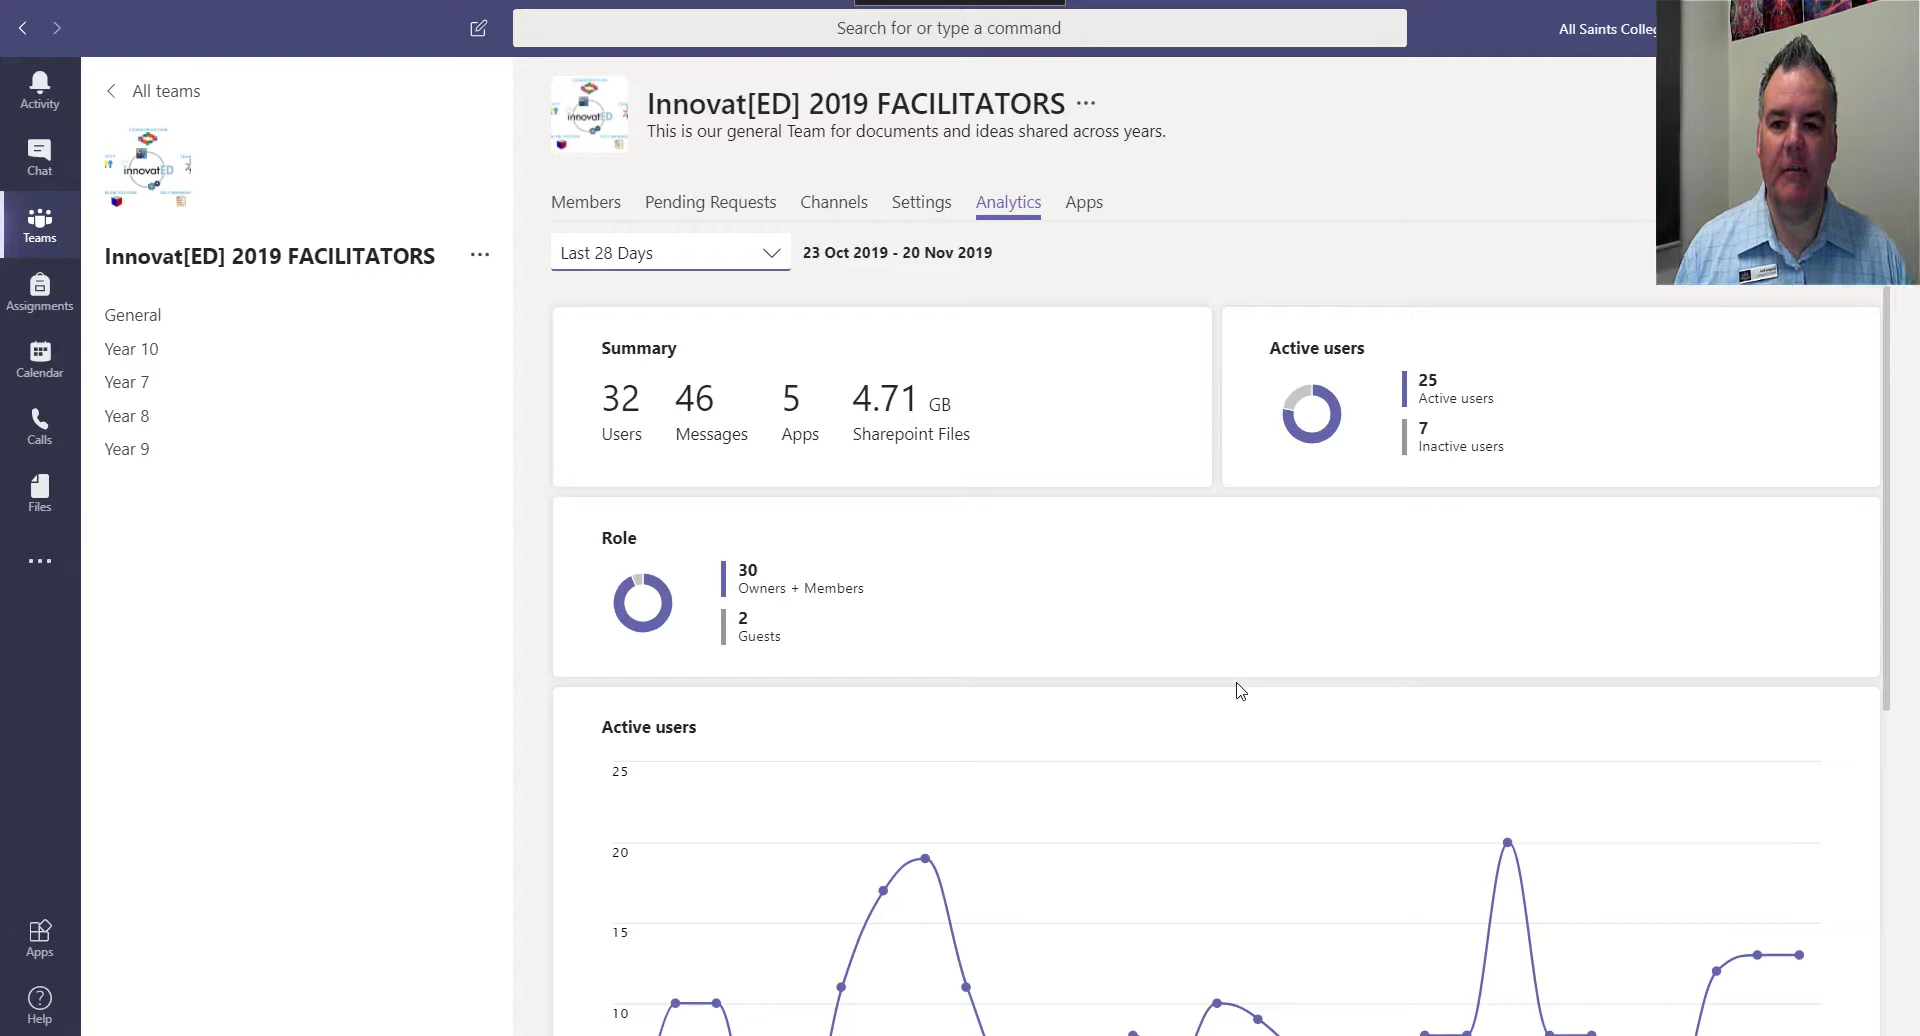 Search for or type a command
All Saints Colleg
Activity
Chat
Teams
Assignments
Calendar
Calls
Files
Apps
Help
All teams
innovatED
Innovat[ED] 2019 FACILITATORS
General
Year 10
Year 7
Year 8
Year 9
innovatED
Innovat[ED] 2019 FACILITATORS
This is our general Team for documents and ideas shared across years.
Members Pending Requests Channels Settings Analytics Apps
Last 28 Days 23 Oct 2019 - 20 Nov 2019
Summary
32 46 5 4.71 GB
Users Messages Apps Sharepoint Files
Active users
25
Active users
7
Inactive users
Role
30
Owners + Members
2
Guests
Active users
25
20
15
10